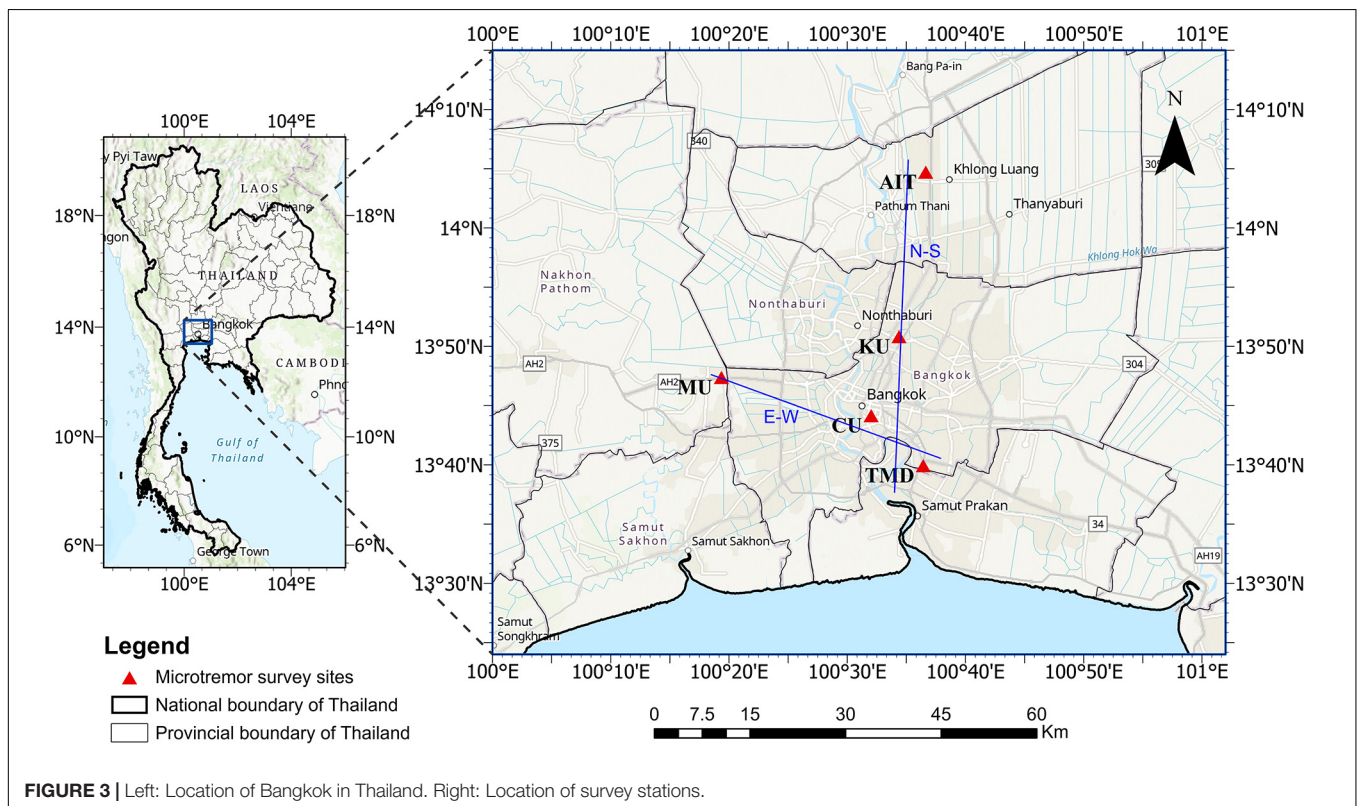 100°E
104°E
y Pyi Taw
LAOS
Vientiane
18°N
18°N
gon
THAILAND
14°N
14°N
Bangkok
CAMBODI
Phno
10°N
10°N
Gulf of
Thailand
6°N
6°N
George Town
100°E
104°E
100°E
100°10'E
100°20'E
100°30'E
100°40'E
100°50'E
101°E
Bang Pa-in
14°10'N
14°10'N
N
340
305
AIT
Khlong Luang
Pathum Thani
Thanyaburi
14°N
14°N
N-S
Khlong Hok Wa
Nakhon
Pathom
Nonthaburi
Nonthaburi
KU
13°50'N
13°50'N
AH2
304
AH2
MU
Bangkok
Bangkok
E-W
CU
375
13°40'N
13°40'N
TMD
Samut Prakan
34
Samut
Sakhon
Samut Sakhon
AH19
13°30'N
13°30'N
Samut
Songkhram
100°E
100°10'E
100°20'E
100°30'E
100°40'E
100°50'E
101°E
Legend
Microtremor survey sites
National boundary of Thailand
Provincial boundary of Thailand
0 7.5 15 30 45 60
Km
FIGURE 3 | Left: Location of Bangkok in Thailand. Right: Location of survey stations.